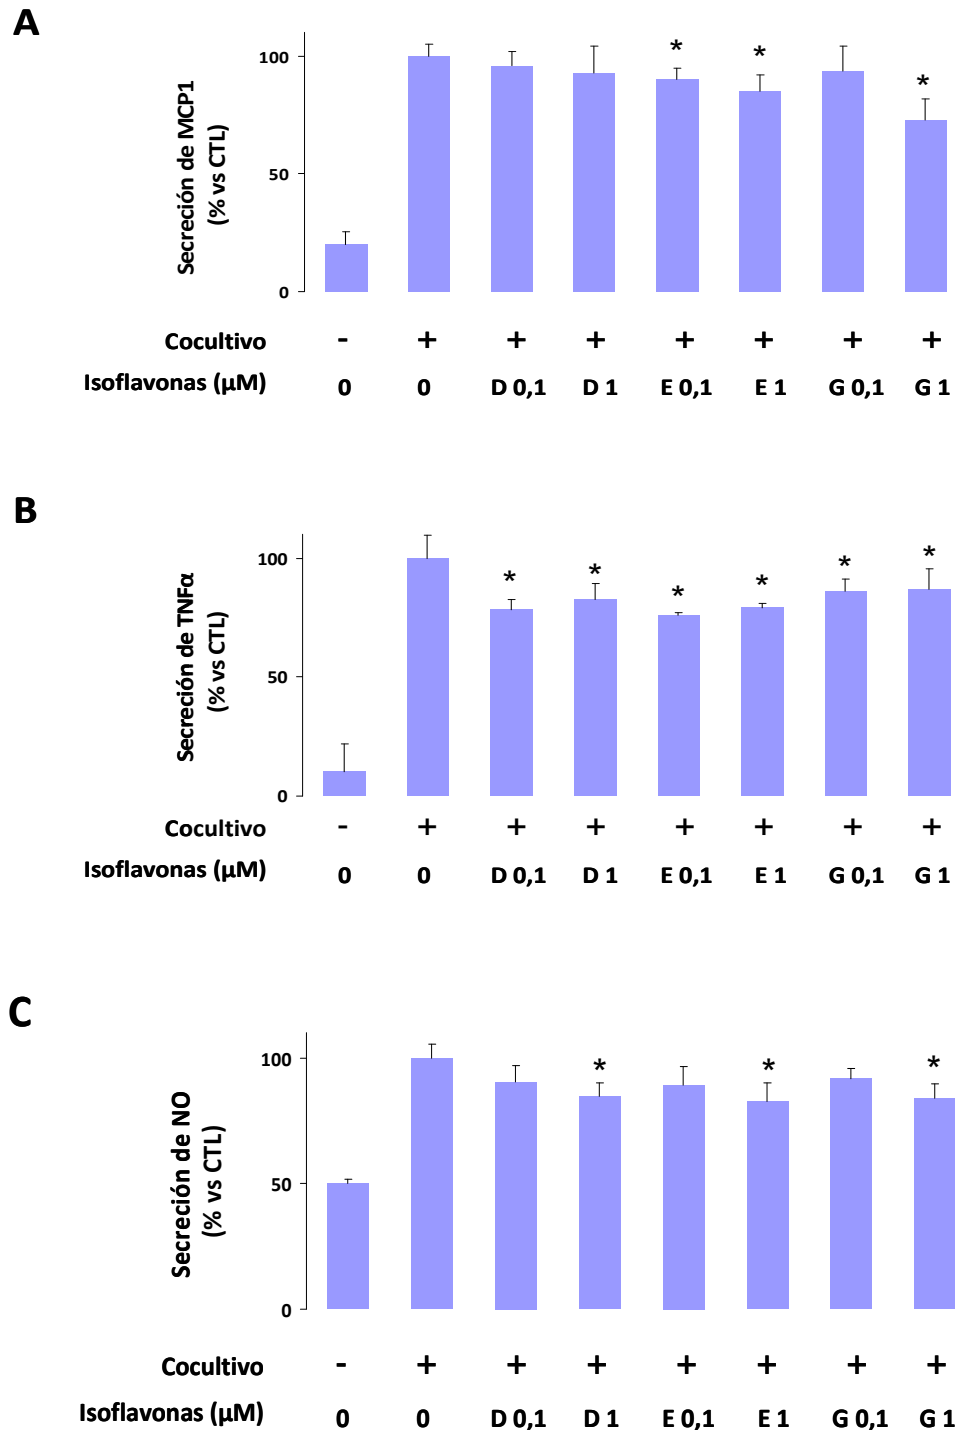 A
Secreción de MCP1
(% vs CTL)
100
50
0
* * *
Cocultivo - + + + + + + +
Isoflavonas (µM) 0 0 D 0,1 D 1 E 0,1 E 1 G 0,1 G 1
B
Secreción de TNFα
(% vs CTL)
100
50
0
* * * * * *
Cocultivo - + + + + + + +
Isoflavonas (µM) 0 0 D 0,1 D 1 E 0,1 E 1 G 0,1 G 1
C
Secreción de NO
(% vs CTL)
100
50
0
* * *
Cocultivo - + + + + + + +
Isoflavonas (µM) 0 0 D 0,1 D 1 E 0,1 E 1 G 0,1 G 1